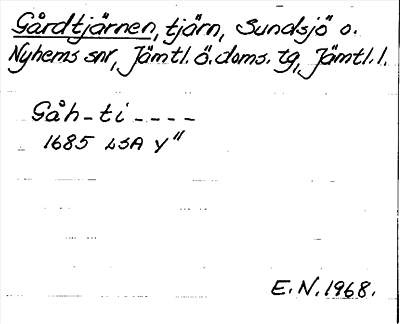 Gårdtjärnen, tjärn, Sundsjö o.
Nyhems snr, Jämtl. ö. doms. tg, Jämtl. l.
Gåh-ti----
1685 LSA Y"
E. N. 1968.